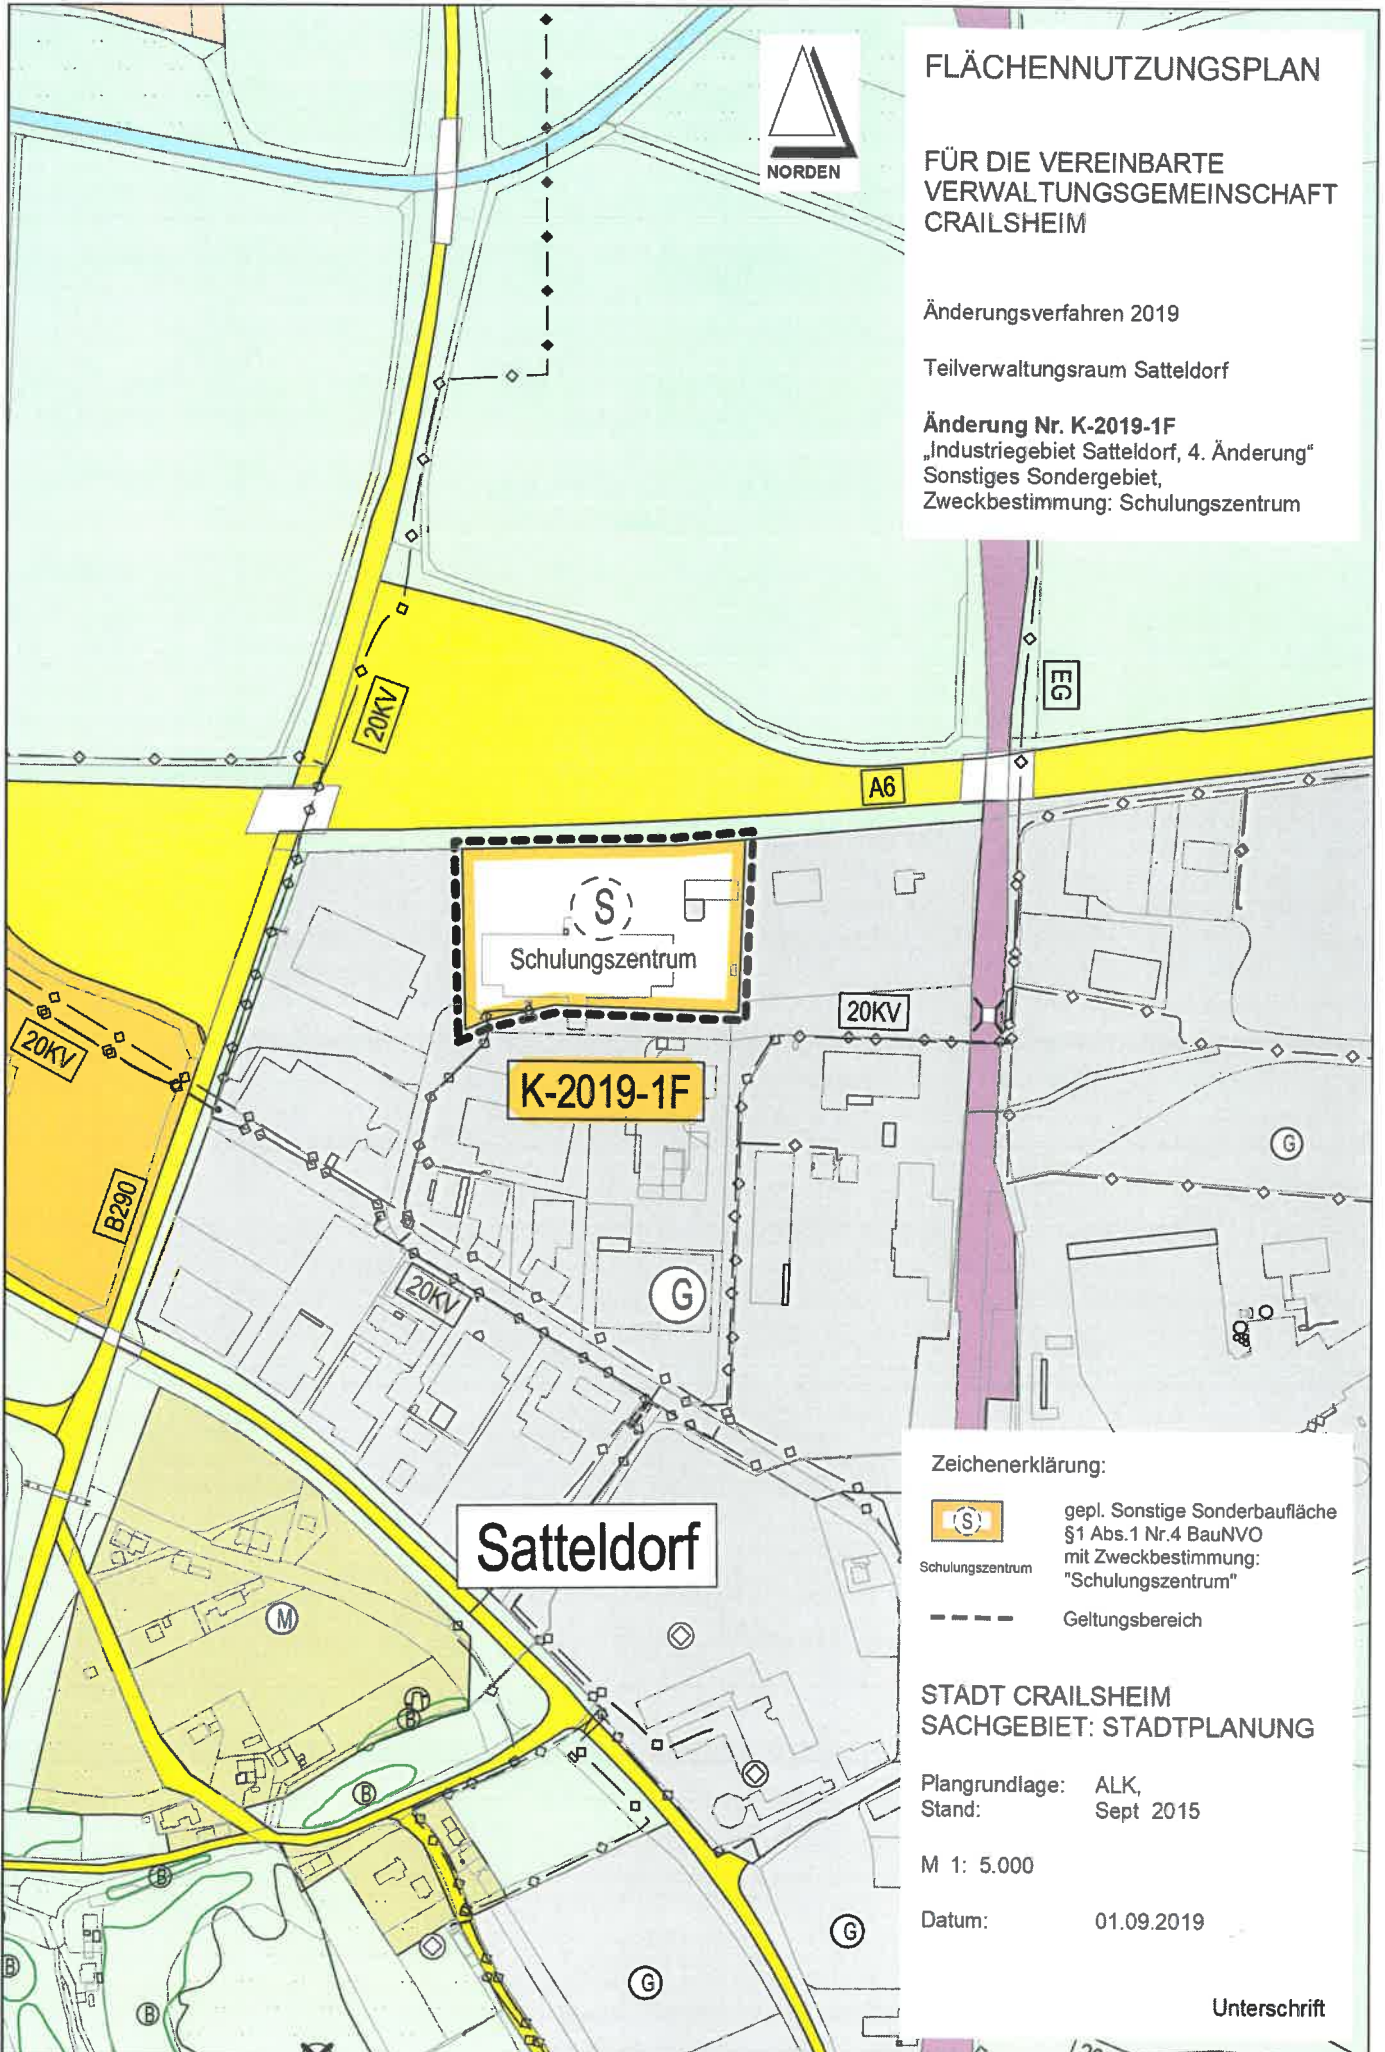 NORDEN
FLÄCHENNUTZUNGSPLAN
FÜR DIE VEREINBARTE
VERWALTUNGSGEMEINSCHAFT
CRAILSHEIM
Änderungsverfahren 2019
Teilverwaltungsraum Satteldorf
Änderung Nr. K-2019-1F
„Industriegebiet Satteldorf, 4. Änderung"
Sonstiges Sondergebiet,
Zweckbestimmung: Schulungszentrum
EG
20KV
A6
S
Schulungszentrum
20KV
20KV
K-2019-1F
G
B290
20KV
G
Satteldorf
M
B
B
B
B
B
G
G
Zeichenerklärung:
S
Schulungszentrum
gepl. Sonstige Sonderbaufläche
§1 Abs.1 Nr.4 BauNVO
mit Zweckbestimmung:
"Schulungszentrum"
Geltungsbereich
STADT CRAILSHEIM
SACHGEBIET: STADTPLANUNG
Plangrundlage: ALK,
Stand: Sept 2015
M 1: 5.000
Datum: 01.09.2019
Unterschrift